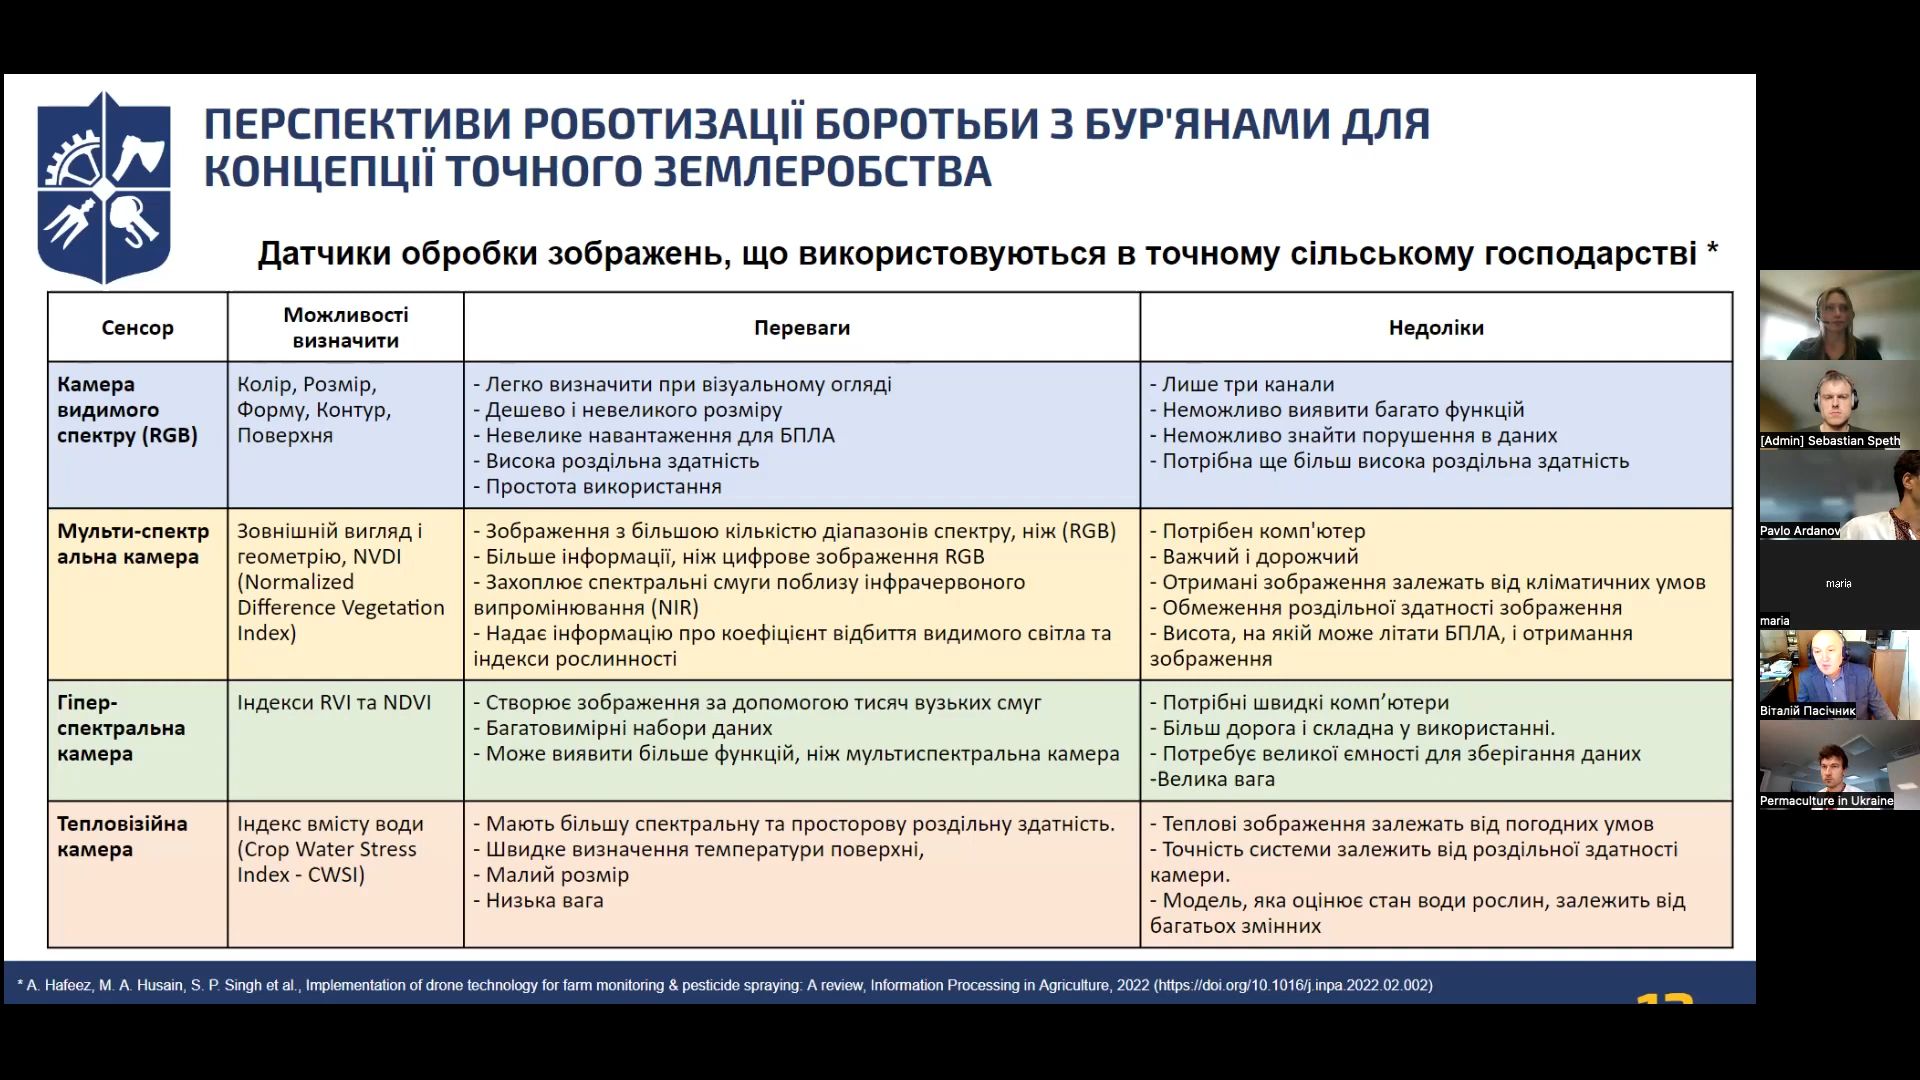 ПЕРСПЕКТИВИ РОБОТИЗАЦІЇ БОРОТЬБИ З БУР'ЯНАМИ ДЛЯ
КОНЦЕПЦІЇ ТОЧНОГО ЗЕМЛЕРОБСТВА
Датчики обробки зображень, що використовуються в точному сільському господарстві *
Сенсор
Можливості
визначити
Переваги
Недоліки
Камера
видимого
спектру (RGB)
Колір, Розмір,
Форму, Контур,
Поверхня
- Легко визначити при візуальному огляді
- Дешево і невеликого розміру
- Невелике навантаження для БПЛА
- Висока роздільна здатність
- Простота використання
- Лише три канали
- Неможливо виявити багато функцій
- Неможливо знайти порушення в даних
- Потрібна ще більш висока роздільна здатність
Мульти-спектр
альна камера
Зовнішній вигляд і
геометрію, NVDI
(Normalized
Difference Vegetation
Index)
- Зображення з більшою кількістю діапазонів спектру, ніж (RGB)
- Більше інформації, ніж цифрове зображення RGB
- Захоплює спектральні смуги поблизу інфрачервоного
випромінювання (NIR)
- Надає інформацію про коефіцієнт відбиття видимого світла та
індекси рослинності
- Потрібен комп'ютер
- Важчий і дорожчий
- Отримані зображення залежать від кліматичних умов
- Обмеження роздільної здатності зображення
- Висота, на якій може літати БПЛА, і отримання
зображення
Гіпер-
спектральна
камера
Індекси RVI та NDVI
- Створює зображення за допомогою тисяч вузьких смуг
- Багатовимірні набори даних
- Може виявити більше функцій, ніж мультиспектральна камера
- Потрібні швидкі комп’ютери
- Більш дорога і складна у використанні.
- Потребує великої ємності для зберігання даних
-Велика вага
Тепловізійна
камера
Індекс вмісту води
(Crop Water Stress
Index - CWSI)
- Мають більшу спектральну та просторову роздільну здатність.
- Швидке визначення температури поверхні,
- Малий розмір
- Низька вага
- Теплові зображення залежать від погодних умов
- Точність системи залежить від роздільної здатності
камери.
- Модель, яка оцінює стан води рослин, залежить від
багатьох змінних
* A. Hafeez, M. A. Husain, S. P. Singh et al., Implementation of drone technology for farm monitoring & pesticide spraying: A review, Information Processing in Agriculture, 2022 (https://doi.org/10.1016/j.inpa.2022.02.002)
[Admin] Sebastian Speth
Pavlo Ardanov
maria
maria
Віталій Пасічник
Permaculture in Ukraine